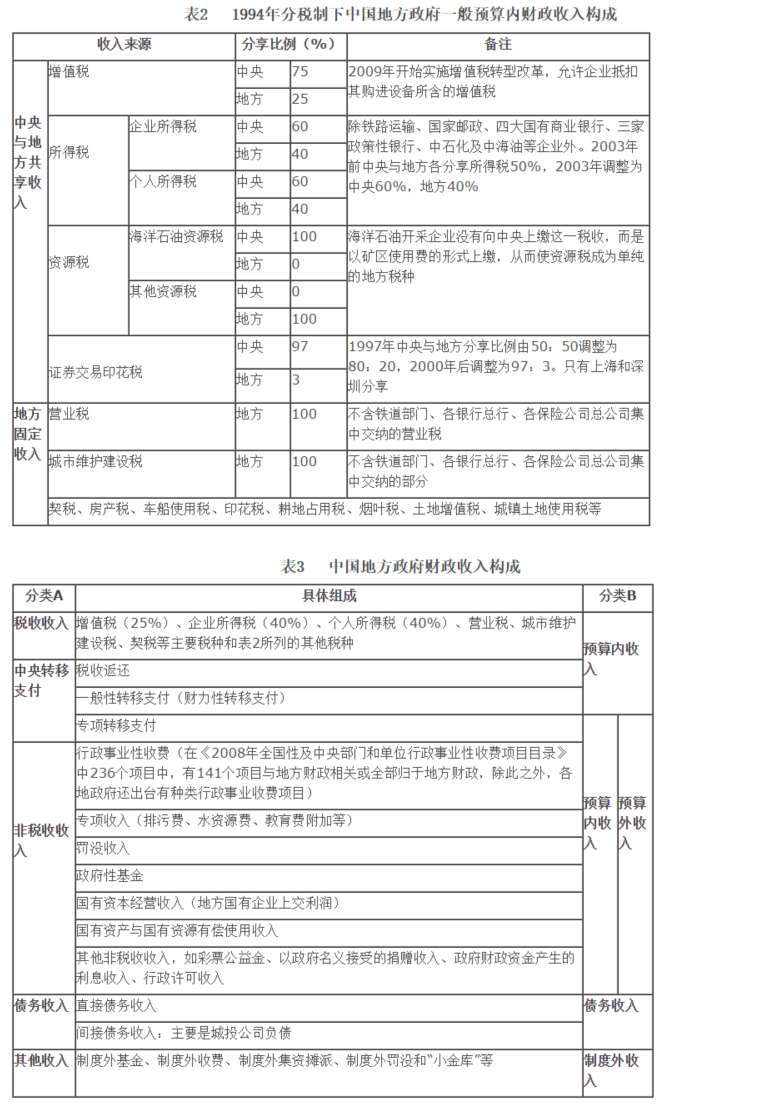 表2 1994年分税制下中国地方政府一般预算内财政收入构成
收入来源 分享比例（%） 备注
中央与地方共享收入
增值税 中央 75
地方 25
2009年开始实施增值税转型改革，允许企业抵扣
其购进设备所含的增值税
所得税
企业所得税 中央 60
地方 40
个人所得税 中央 60
地方 40
除铁路运输、国家邮政、四大国有商业银行、三家
政策性银行、中石化及中海油等企业外。2003年
前中央与地方各分享所得税50%，2003年调整为
中央60%，地方40%
资源税
海洋石油资源税 中央 100
地方 0
其他资源税 中央 0
地方 100
海洋石油开采企业没有向中央上缴这一税收，而是
以矿区使用费的形式上缴，从而使资源税成为单纯
的地方税种
证券交易印花税 中央 97
地方 3
1997年中央与地方分享比例由50：50调整为
80：20，2000年后调整为97：3。只有上海和深
圳分享
地方固定收入
营业税 地方 100
不含铁道部门、各银行总行、各保险公司总公司集
中交纳的营业税
城市维护建设税 地方 100
不含铁道部门、各银行总行、各保险公司总公司集
中交纳的部分
契税、房产税、车船使用税、印花税、耕地占用税、烟叶税、土地增值税、城镇土地使用税等
表3 中国地方政府财政收入构成
分类A 具体组成 分类B
税收收入
增值税（25%）、企业所得税（40%）、个人所得税（40%）、营业税、城市维护
建设税、契税等主要税种和表2所列的其他税种
预算内收入
中央转移支付
税收返还
一般性转移支付（财力性转移支付）
专项转移支付
非税收收入
行政事业性收费（在《2008年全国性及中央部门和单位行政事业性收费项目目录》
中236个项目中，有141个项目与地方财政相关或全部归于地方财政，除此之外，各
地政府还出台有种类行政事业收费项目）
专项收入（排污费、水资源费、教育费附加等）
罚没收入
政府性基金
国有资本经营收入（地方国有企业上交利润）
国有资产与国有资源有偿使用收入
其他非税收收入，如彩票公益金、以政府名义接受的捐赠收入、政府财政资金产生的
利息收入、行政许可收入
预算内收入
预算外收入
债务收入
直接债务收入
间接债务收入：主要是城投公司负债
债务收入
其他收入 制度外基金、制度外收费、制度外集资摊派、制度外罚没和“小金库”等
制度外收入